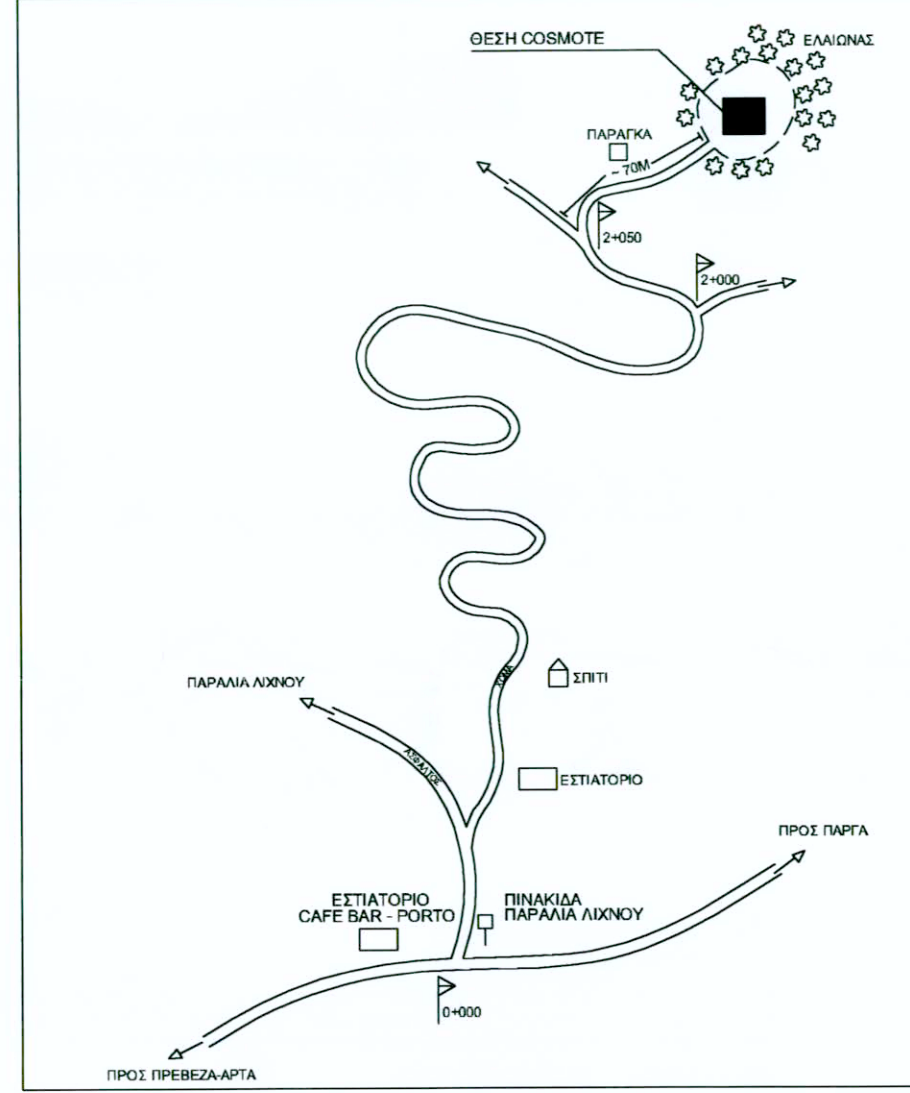 ΘΕΣΗ COSMOTE
ΕΛΑΙΩΝΑΣ
ΠΑΡΑΓΚΑ
~ 70M
2+050
2+000
ΣΠΙΤΙ
ΧΩΜΑ
ΠΑΡΑΛΙΑ ΛΙΧΝΟΥ
ΑΣΦΑΛΤΟΣ
ΕΣΤΙΑΤΟΡΙΟ
ΠΡΟΣ ΠΑΡΓΑ
ΕΣΤΙΑΤΟΡΙΟ
CAFE BAR - PORTO
ΠΙΝΑΚΙΔΑ
ΠΑΡΑΛΙΑ ΛΙΧΝΟΥ
0+000
ΠΡΟΣ ΠΡΕΒΕΖΑ-ΑΡΤΑ